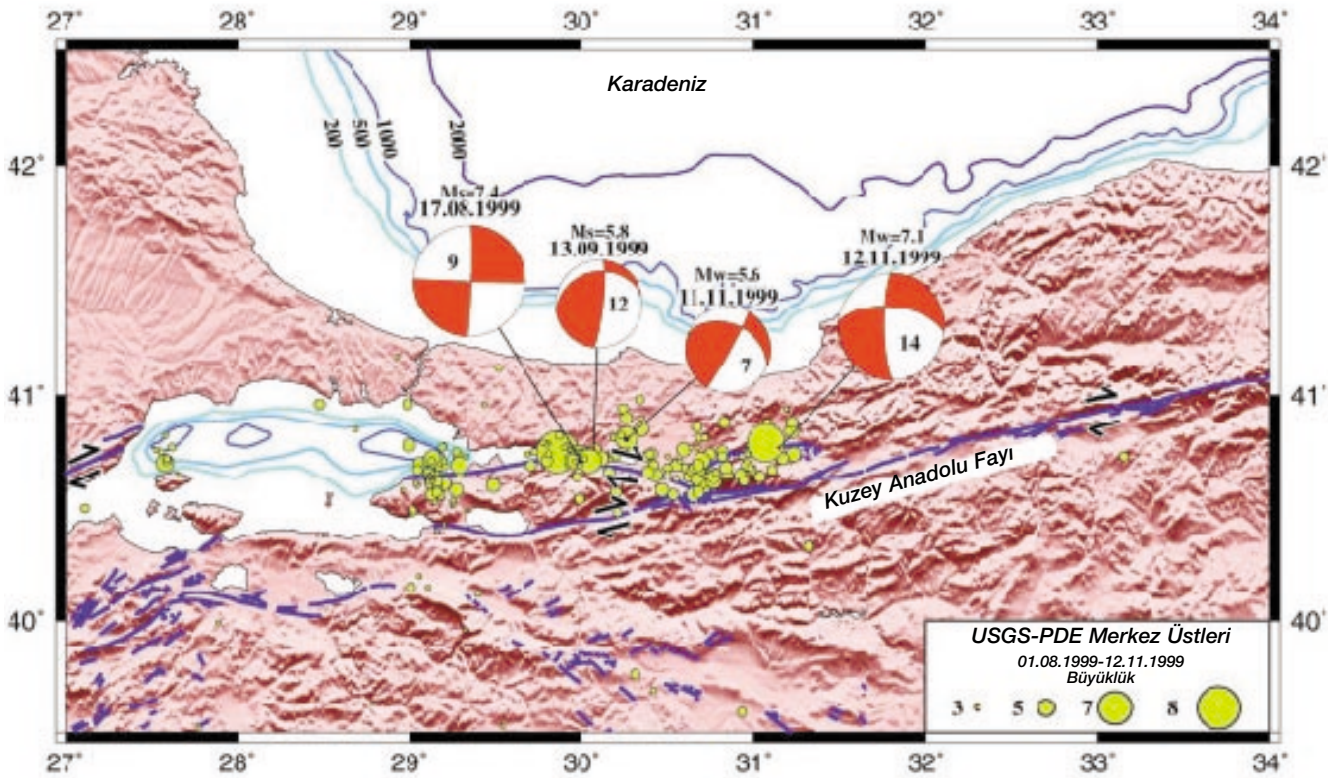 27° 28° 29° 30° 31° 32° 33° 34°
Karadeniz
200 500 1000 2000
42° 42°
Ms=7.4
17.08.1999
9
Ms=5.8
13.09.1999
12
Mw=5.6
11.11.1999
7
Mw=7.1
12.11.1999
14
41° 41°
Kuzey Anadolu Fayı
40° 40°
USGS-PDE Merkez Üstleri
01.08.1999-12.11.1999
Büyüklük
3 5 7 8
27° 28° 29° 30° 31° 32° 33° 34°